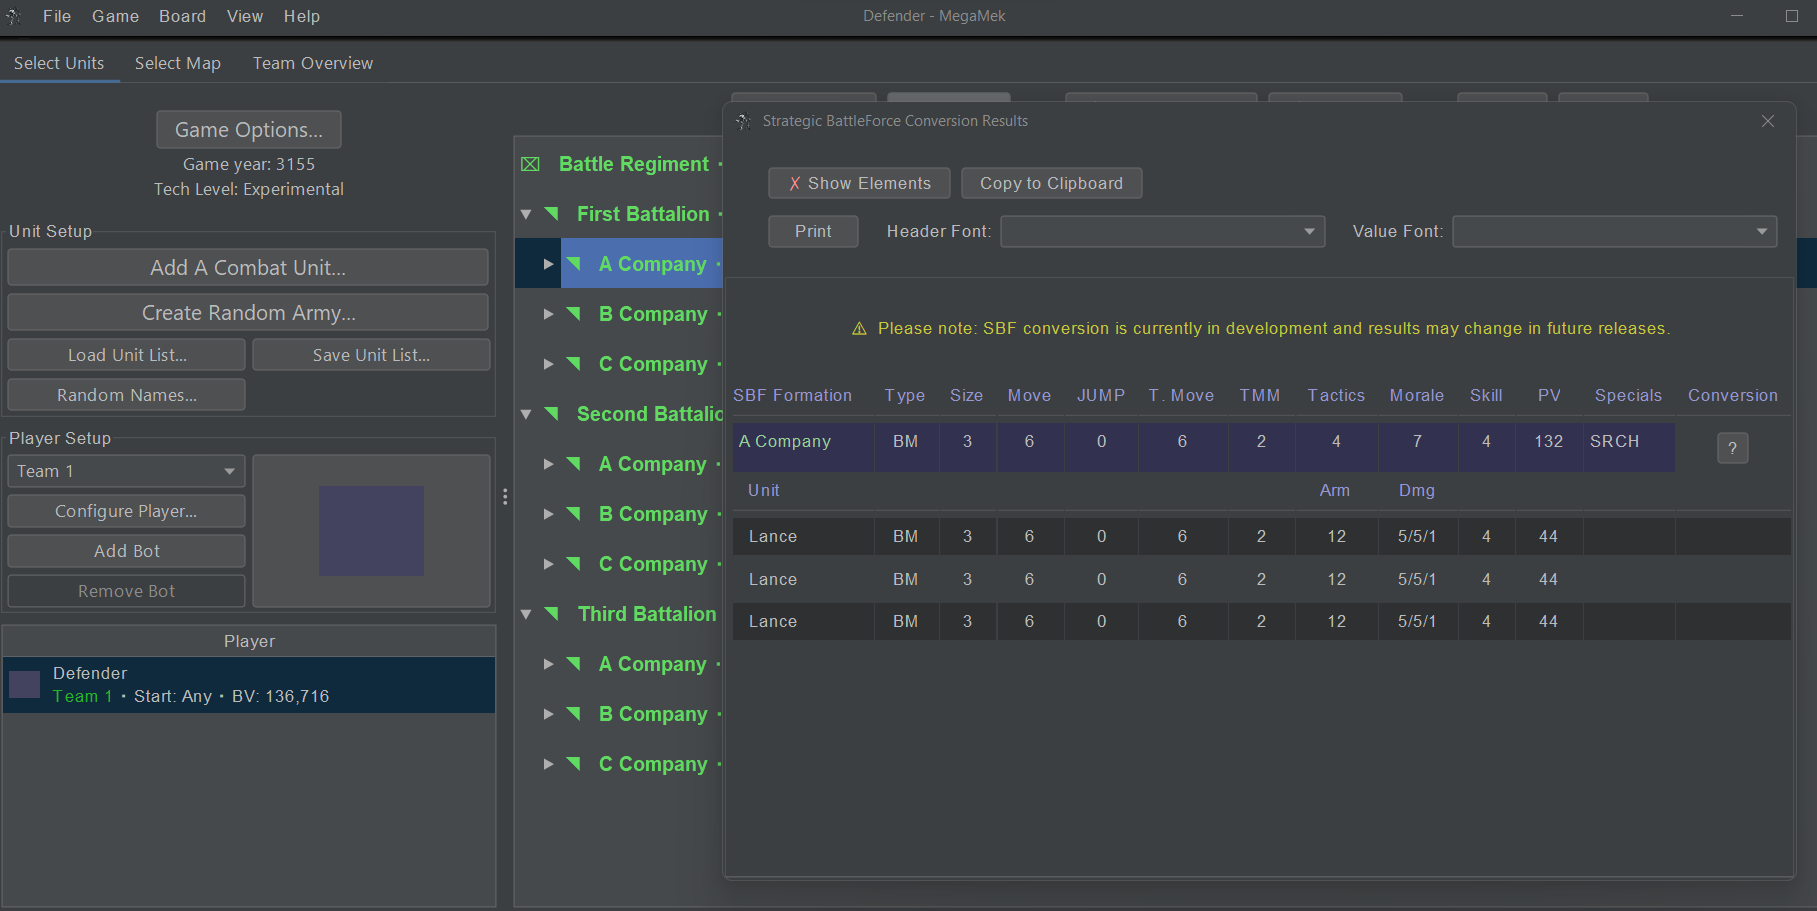 File Game Board View Help
Defender - MegaMek
Select Units Select Map Team Overview
Game Options...
Game year: 3155
Tech Level: Experimental
Unit Setup
Add A Combat Unit...
Create Random Army...
Load Unit List... Save Unit List...
Random Names...
Player Setup
Team 1
Configure Player...
Add Bot
Remove Bot
Player
Defender
Team 1 · Start: Any · BV: 136,716
Battle Regiment
First Battalion
A Company
B Company
C Company
Second Battalio
A Company
B Company
C Company
Third Battalion
A Company
B Company
C Company
Strategic BattleForce Conversion Results
✗ Show Elements Copy to Clipboard
Print Header Font: Value Font:
⚠ Please note: SBF conversion is currently in development and results may change in future releases.
SBF Formation Type Size Move JUMP T. Move TMM Tactics Morale Skill PV Specials Conversion
A Company BM 3 6 0 6 2 4 7 4 132 SRCH ?
Unit Arm Dmg
Lance BM 3 6 0 6 2 12 5/5/1 4 44
Lance BM 3 6 0 6 2 12 5/5/1 4 44
Lance BM 3 6 0 6 2 12 5/5/1 4 44